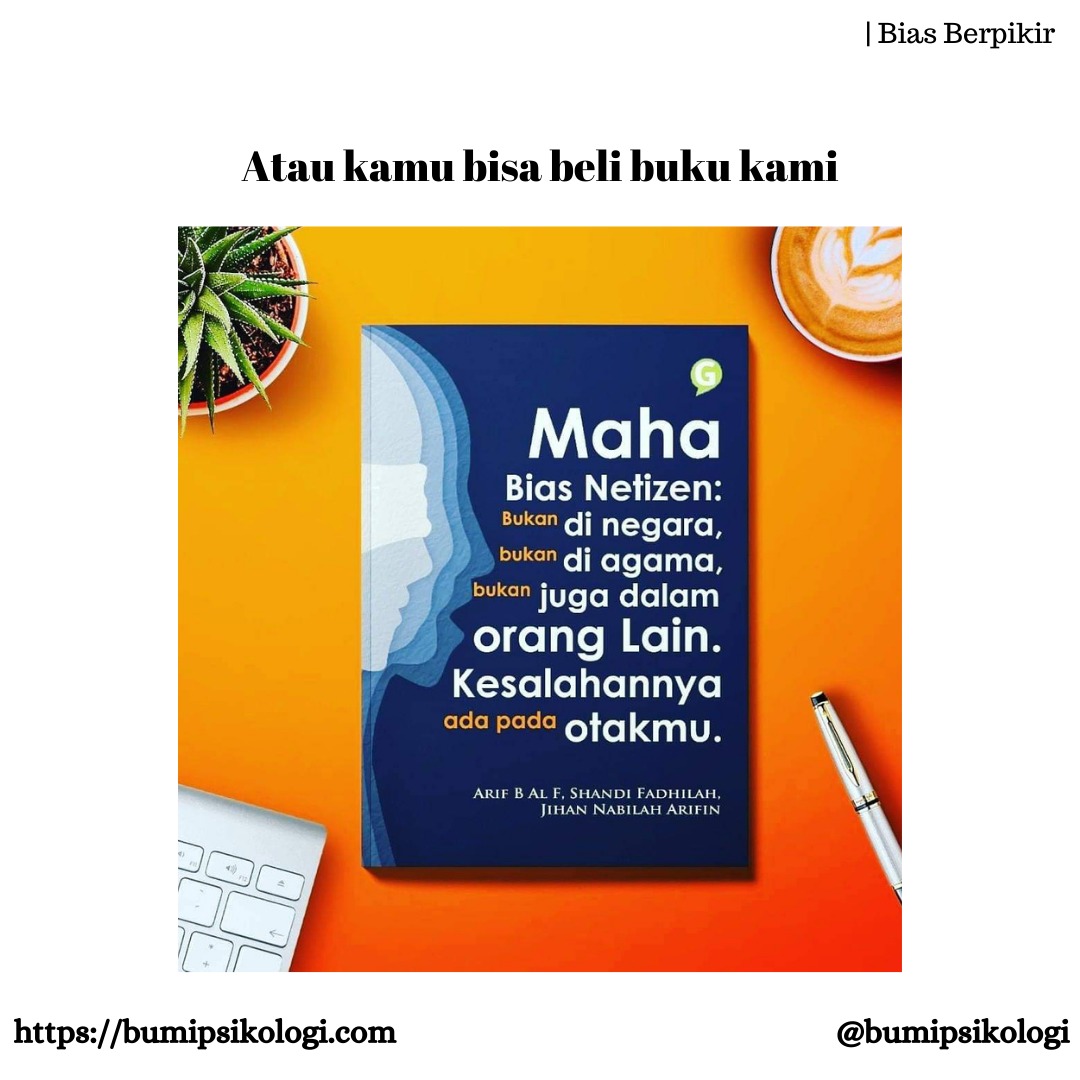 | Bias Berpikir
Atau kamu bisa beli buku kami
G
Maha
Bias Netizen:
Bukan di negara,
bukan di agama,
bukan juga dalam
orang Lain.
Kesalahannya
ada pada otakmu.
Arif B Al F, Shandi Fadhilah,
Jihan Nabilah Arifin
https://bumipsikologi.com
@bumipsikologi